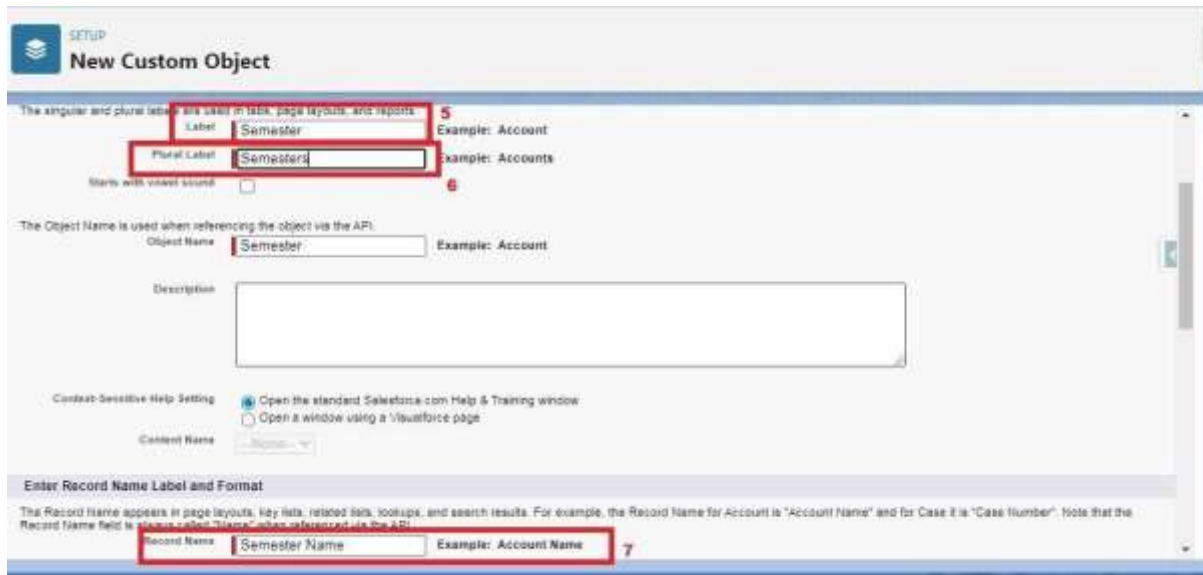 SETUP
New Custom Object
The singular and plural labels are used in tabs, page layouts, and reports. 5
Label Semester Example: Account
Plural Label Semesters Example: Accounts
Starts with vowel sound 6
The Object Name is used when referencing the object via the API.
Object Name Semester Example: Account
Description
Context-Sensitive Help Setting Open the standard Salesforce.com Help & Training window
Open a window using a Visualforce page
Content Name --None--
Enter Record Name Label and Format
The Record Name appears in page layouts, key lists, related lists, lookups, and search results. For example, the Record Name for Account is "Account Name" and for Case it is "Case Number". Note that the
Record Name field is always called "Name" when referenced via the API.
Record Name Semester Name Example: Account Name 7